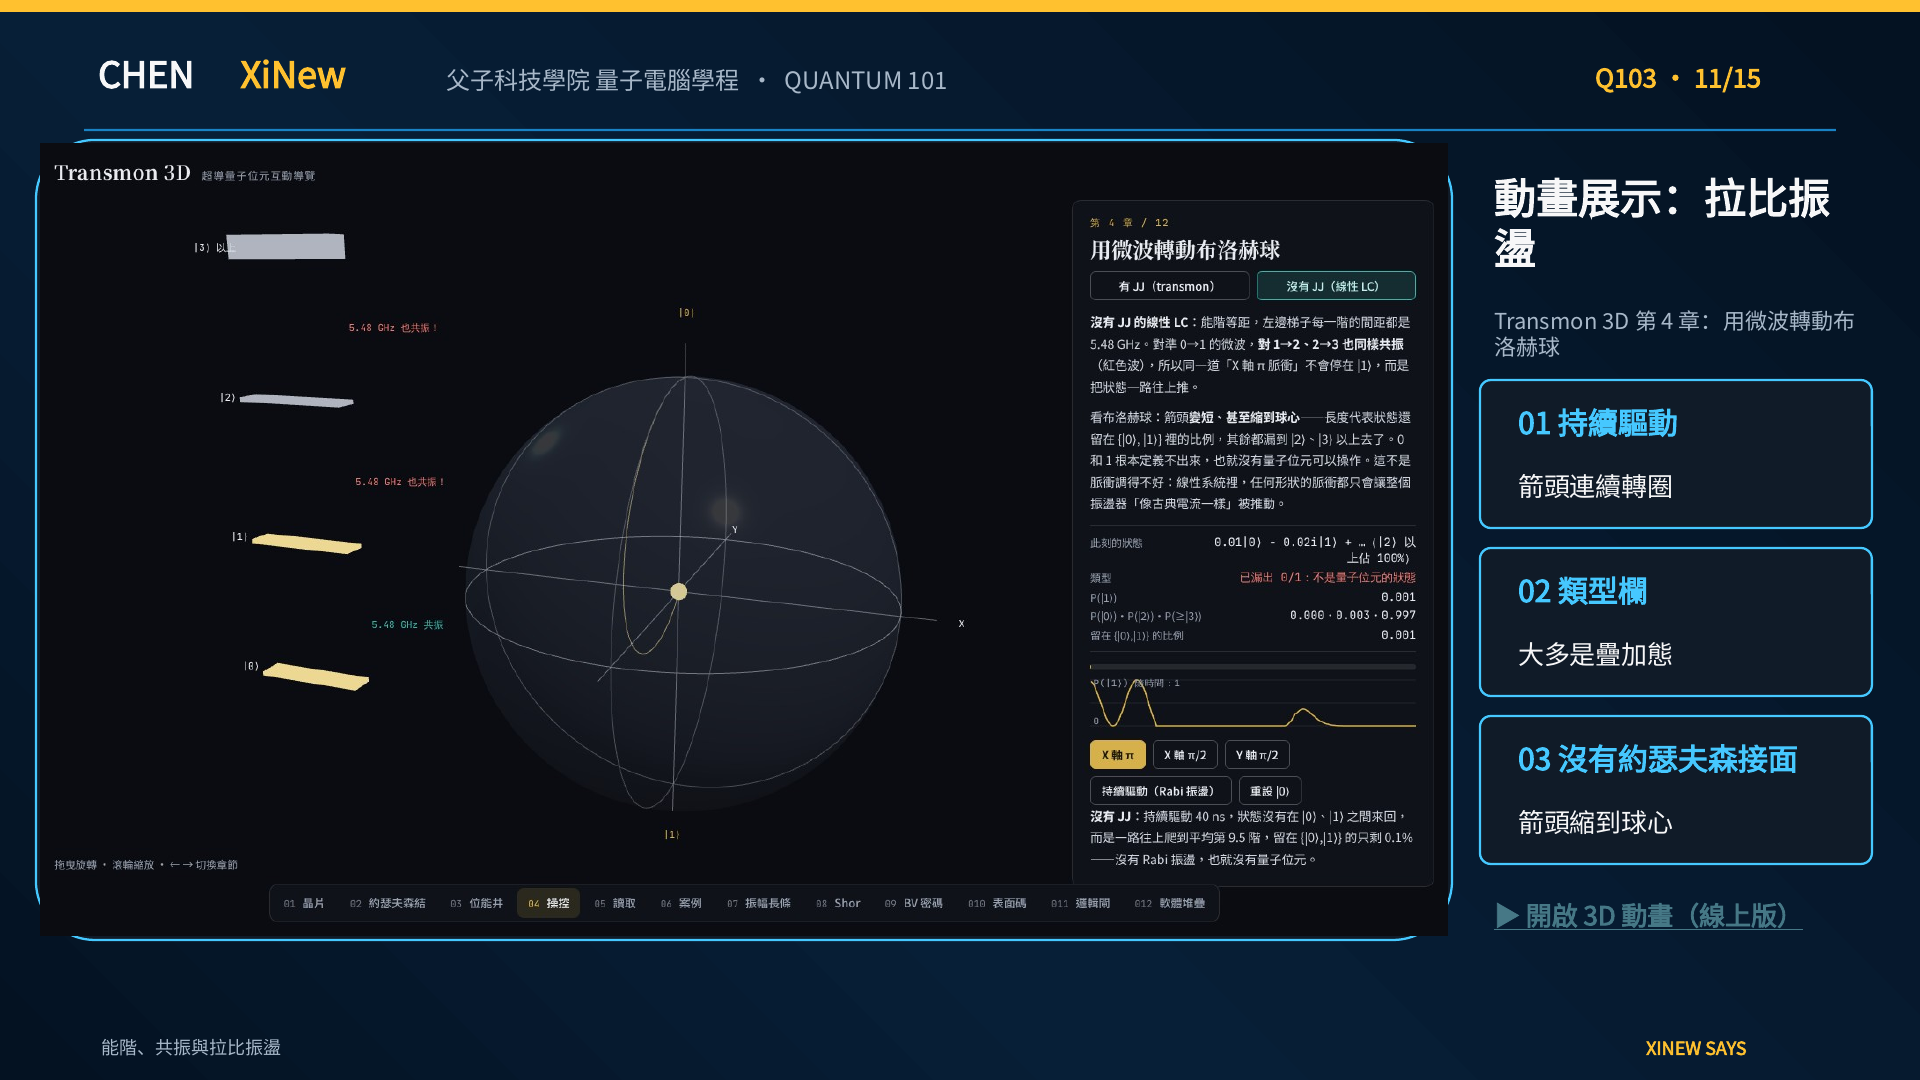 CHEN XiNew 父子科技學院 量子電腦學程 · QUANTUM 101 Q103 · 11/15
Transmon 3D 超導量子位元互動導覽
|3⟩ 以上
5.48 GHz 也共振！
|2⟩
5.48 GHz 也共振！
|1⟩
5.48 GHz 共振
|0⟩
|0⟩
Y
X
|1⟩
拖曳旋轉 · 滾輪縮放 · ←→ 切換章節
第 4 章 / 12
用微波轉動布洛赫球
有 JJ（transmon）
沒有 JJ（線性 LC）
沒有 JJ 的線性 LC：能階等距，左邊梯子每一階的間距都是
5.48 GHz。對準 0→1 的微波，對 1→2、2→3 也同樣共振
（紅色波），所以同一道「X 軸 π 脈衝」不會停在 |1⟩，而是
把狀態一路往上推。
看布洛赫球：箭頭變短、甚至縮到球心——長度代表狀態還
留在 {|0⟩, |1⟩} 裡的比例，其餘都漏到 |2⟩、|3⟩ 以上去了。0
和 1 根本定義不出來，也就沒有量子位元可以操作。這不是
脈衝調得不好：線性系統裡，任何形狀的脈衝都只會讓整個
振盪器「像古典電流一樣」被推動。
此刻的狀態 0.01|0⟩ - 0.02i|1⟩ + …（|2⟩ 以
上佔 100%）
類型 已漏出 0/1：不是量子位元的狀態
P(|1⟩) 0.001
P(|0⟩)・P(|2⟩)・P(≥|3⟩) 0.000・0.003・0.997
留在 {|0⟩,|1⟩} 的比例 0.001
P(|1⟩) 隨時間：1
0
X 軸 π
X 軸 π/2
Y 軸 π/2
持續驅動（Rabi 振盪）
重設 |0⟩
沒有 JJ：持續驅動 40 ns，狀態沒有在 |0⟩、|1⟩ 之間來回，
而是一路往上爬到平均第 9.5 階，留在 {|0⟩,|1⟩} 的只剩 0.1%
——沒有 Rabi 振盪，也就沒有量子位元。
01 晶片 02 約瑟夫森結 03 位能井 04 操控 05 讀取 06 案例 07 振幅長條 08 Shor 09 BV 密碼 010 表面碼 011 邏輯閘 012 軟體堆疊
動畫展示：拉比振
盪
Transmon 3D 第 4 章：用微波轉動布
洛赫球
01 持續驅動
箭頭連續轉圈
02 類型欄
大多是疊加態
03 沒有約瑟夫森接面
箭頭縮到球心
▶ 開啟 3D 動畫（線上版）
能階、共振與拉比振盪
XINEW SAYS